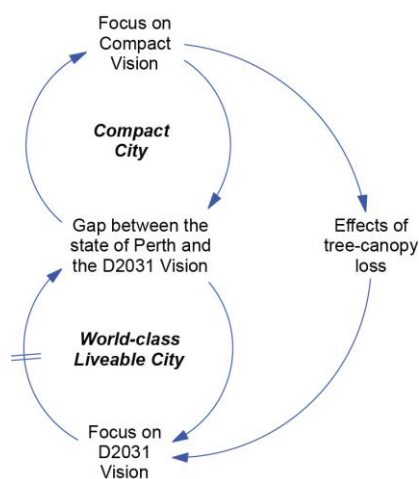 Focus on
Compact
Vision
Compact
City
Gap between the
state of Perth and
the D2031 Vision
Effects of
tree-canopy
loss
World-class
Liveable City
Focus on
D2031
Vision